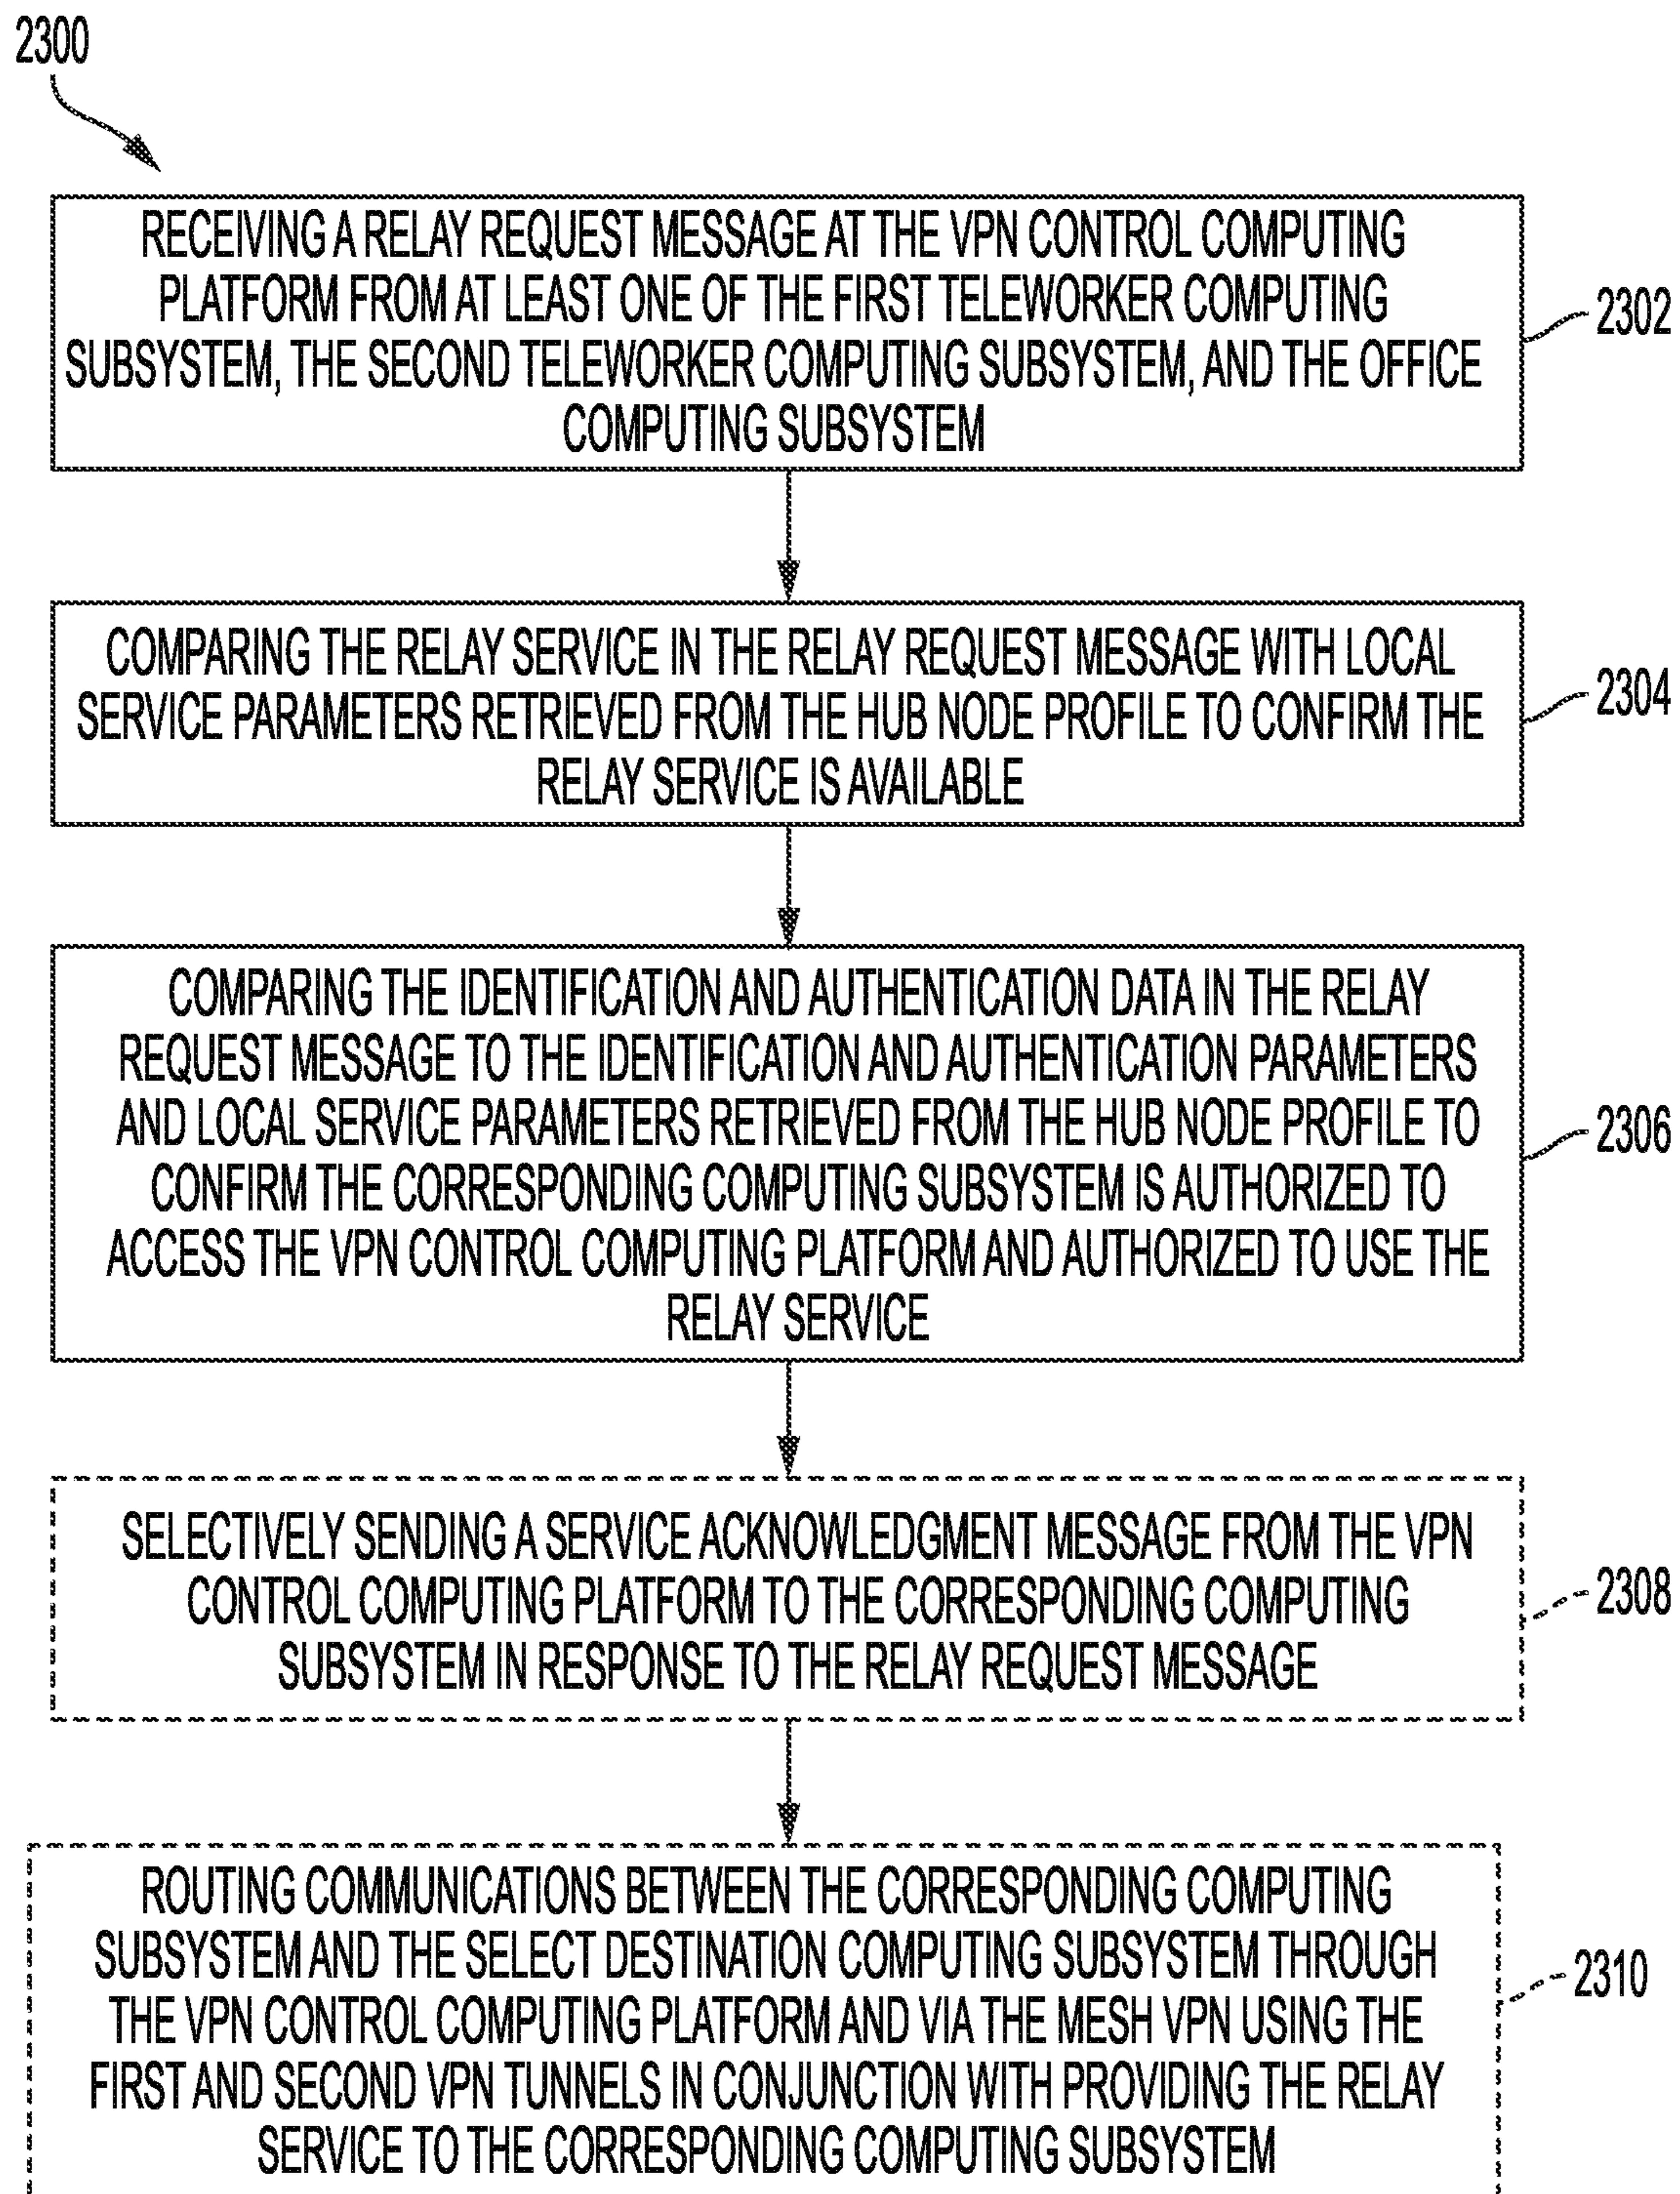 2300
RECEIVING A RELAY REQUEST MESSAGE AT THE VPN CONTROL COMPUTING
PLATFORM FROM AT LEAST ONE OF THE FIRST TELEWORKER COMPUTING
SUBSYSTEM, THE SECOND TELEWORKER COMPUTING SUBSYSTEM, AND THE OFFICE
COMPUTING SUBSYSTEM
2302
COMPARING THE RELAY SERVICE IN THE RELAY REQUEST MESSAGE WITH LOCAL
SERVICE PARAMETERS RETRIEVED FROM THE HUB NODE PROFILE TO CONFIRM THE
RELAY SERVICE IS AVAILABLE
2304
COMPARING THE IDENTIFICATION AND AUTHENTICATION DATA IN THE RELAY
REQUEST MESSAGE TO THE IDENTIFICATION AND AUTHENTICATION PARAMETERS
AND LOCAL SERVICE PARAMETERS RETRIEVED FROM THE HUB NODE PROFILE TO
CONFIRM THE CORRESPONDING COMPUTING SUBSYSTEM IS AUTHORIZED TO
ACCESS THE VPN CONTROL COMPUTING PLATFORM AND AUTHORIZED TO USE THE
RELAY SERVICE
2306
SELECTIVELY SENDING A SERVICE ACKNOWLEDGMENT MESSAGE FROM THE VPN
CONTROL COMPUTING PLATFORM TO THE CORRESPONDING COMPUTING
SUBSYSTEM IN RESPONSE TO THE RELAY REQUEST MESSAGE
2308
ROUTING COMMUNICATIONS BETWEEN THE CORRESPONDING COMPUTING
SUBSYSTEM AND THE SELECT DESTINATION COMPUTING SUBSYSTEM THROUGH
THE VPN CONTROL COMPUTING PLATFORM AND VIA THE MESH VPN USING THE
FIRST AND SECOND VPN TUNNELS IN CONJUNCTION WITH PROVIDING THE RELAY
SERVICE TO THE CORRESPONDING COMPUTING SUBSYSTEM
2310